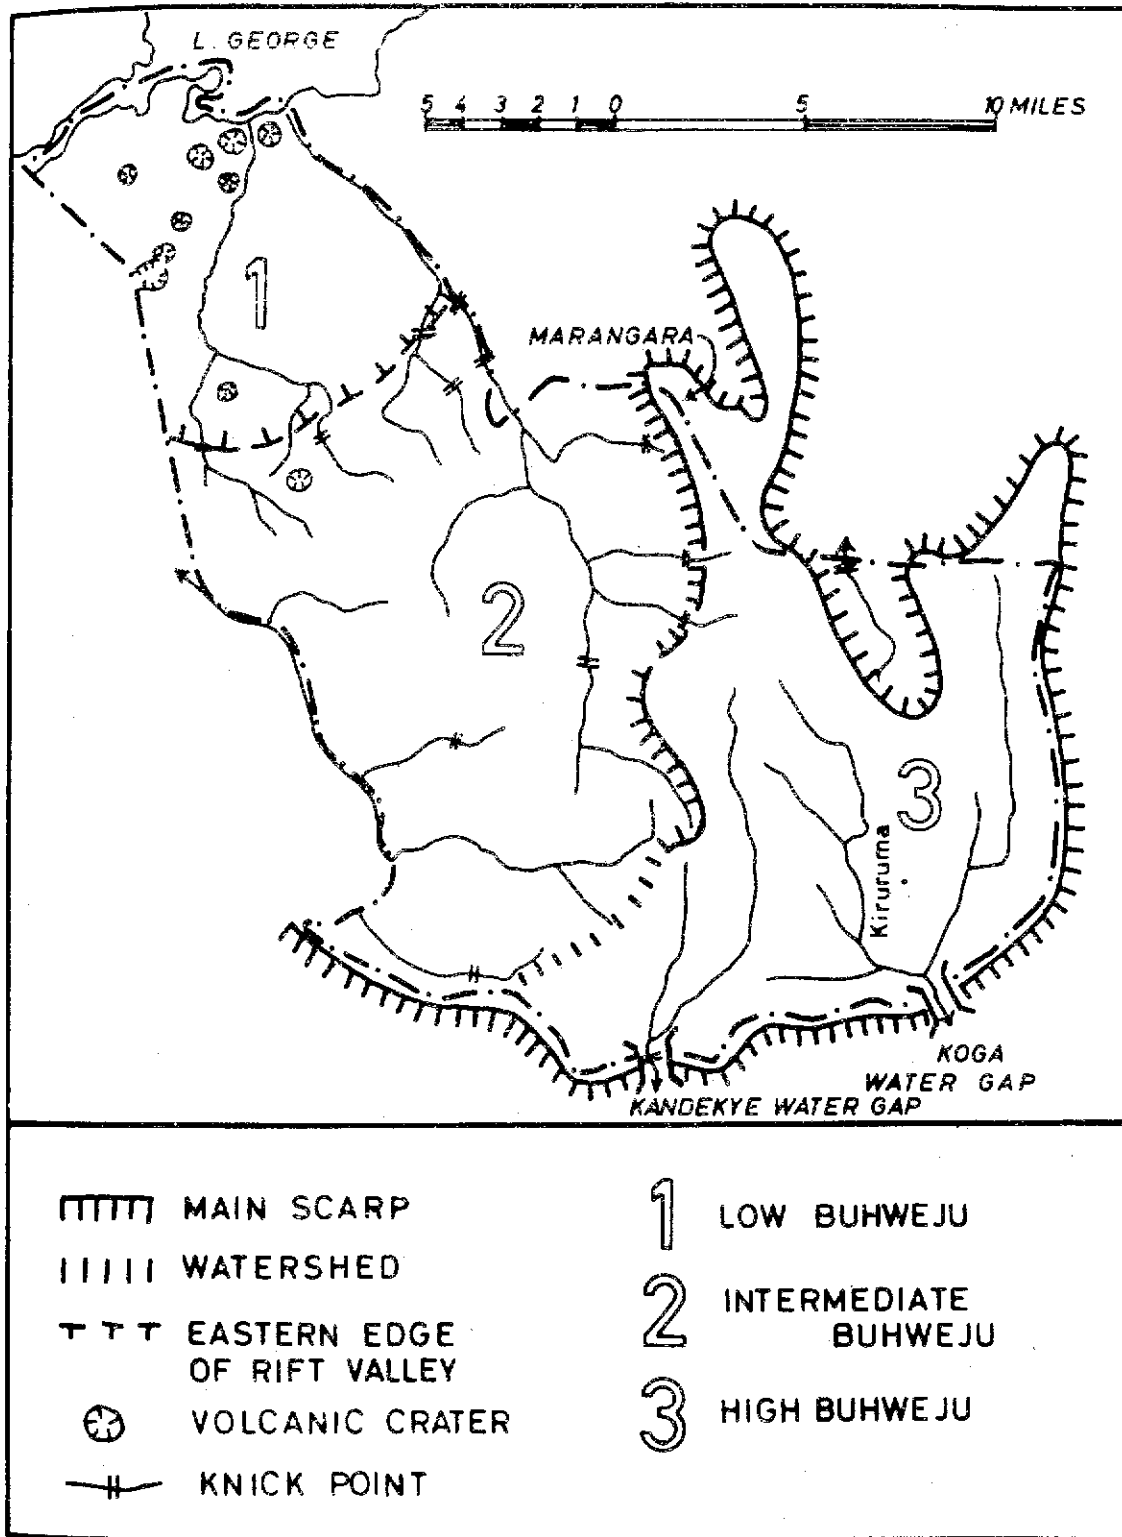 L. GEORGE
5 4 3 2 1 0 5 10 MILES
1
MARANGARA
2
3
Kiruruma
KOGA
WATER GAP
KANDEKYE WATER GAP
MAIN SCARP
WATERSHED
EASTERN EDGE
OF RIFT VALLEY
VOLCANIC CRATER
KNICK POINT
1 LOW BUHWEJU
2 INTERMEDIATE
BUHWEJU
3 HIGH BUHWEJU